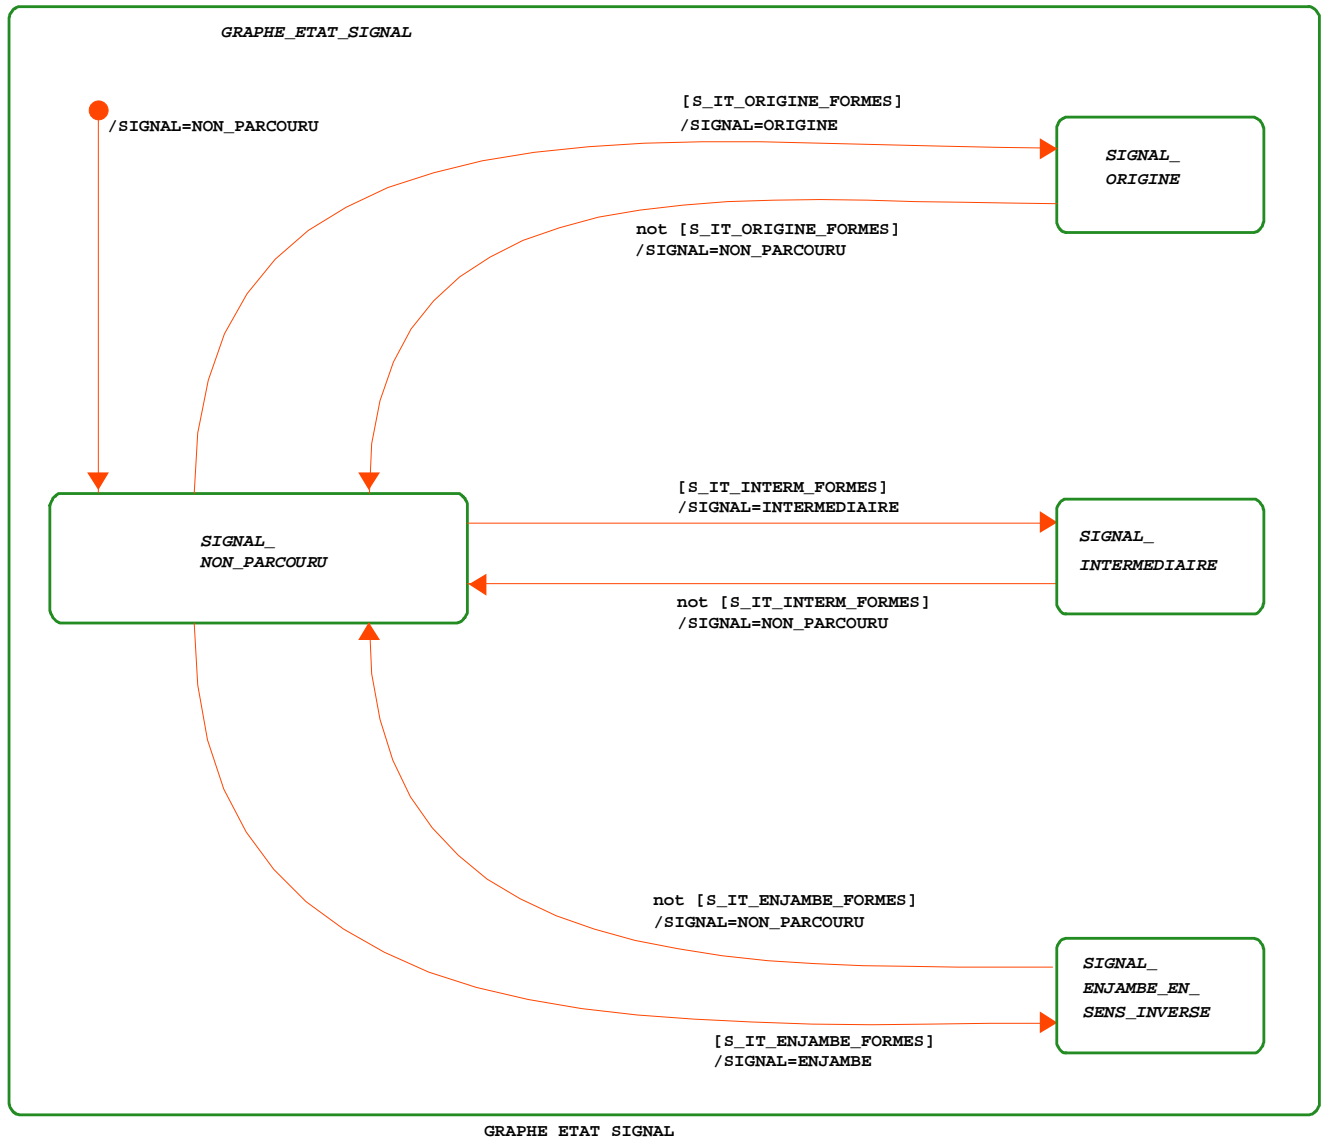 GRAPHE_ETAT_SIGNAL
/SIGNAL=NON_PARCOURU
[S_IT_ORIGINE_FORMES]
/SIGNAL=ORIGINE
SIGNAL_
ORIGINE
not [S_IT_ORIGINE_FORMES]
/SIGNAL=NON_PARCOURU
[S_IT_INTERM_FORMES]
/SIGNAL=INTERMEDIAIRE
SIGNAL_
NON_PARCOURU
SIGNAL_
INTERMEDIAIRE
not [S_IT_INTERM_FORMES]
/SIGNAL=NON_PARCOURU
not [S_IT_ENJAMBE_FORMES]
/SIGNAL=NON_PARCOURU
SIGNAL_
ENJAMBE_EN_
SENS_INVERSE
[S_IT_ENJAMBE_FORMES]
/SIGNAL=ENJAMBE
GRAPHE ETAT SIGNAL